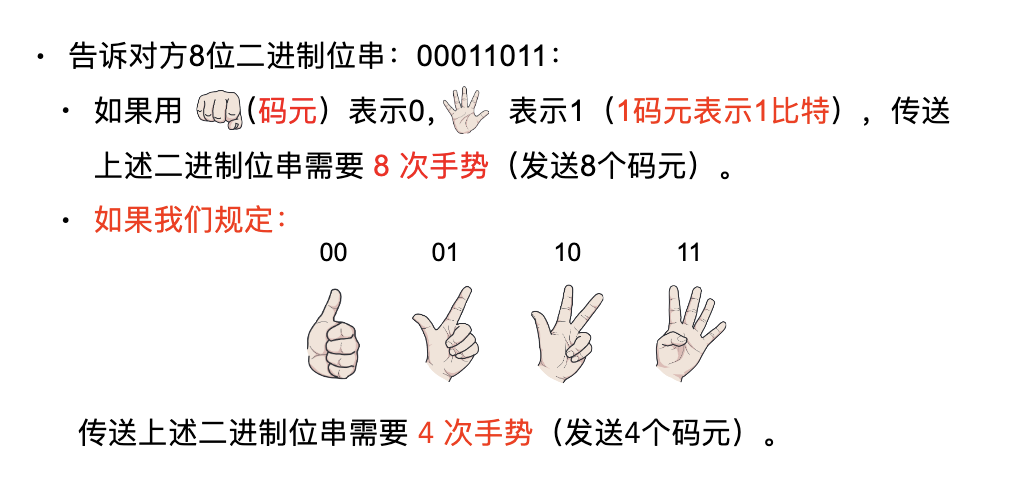 • 告诉对方8位二进制位串：00011011：
• 如果用 (码元）表示0, 表示1（1码元表示1比特），传送
上述二进制位串需要 8 次手势（发送8个码元）。
• 如果我们规定：
00 01 10 11
传送上述二进制位串需要 4 次手势（发送4个码元）。